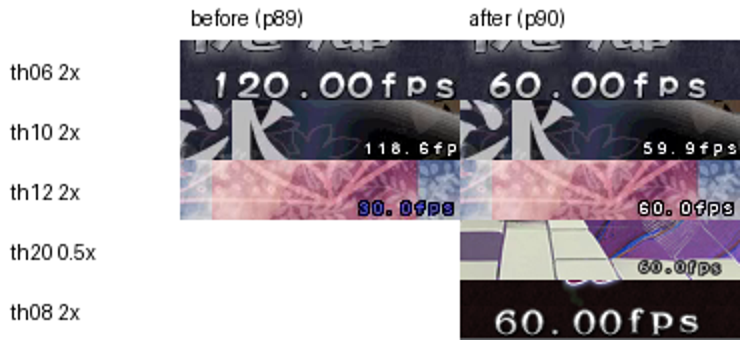 before (p89) after (p90)
th06 2x 120.00fps 60.00fps
th10 2x 118.6fp 59.9fps
th12 2x 30.0fps 60.0fps
th20 0.5x 60.0fps
th08 2x 60.00fps